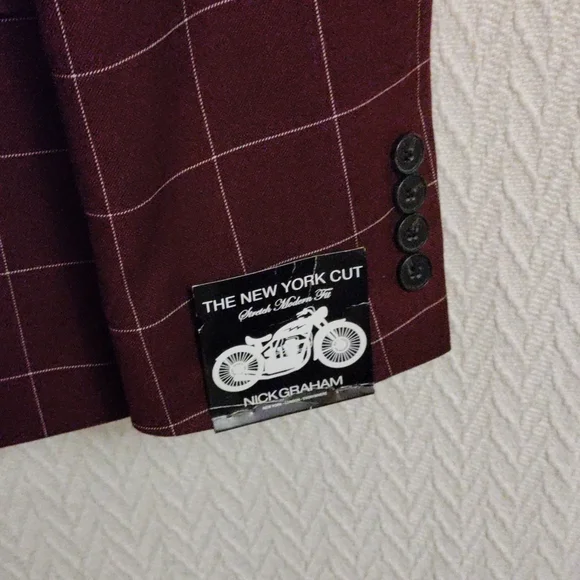 THE NEW YORK CUT
Stretch Modern Fit
NICK GRAHAM